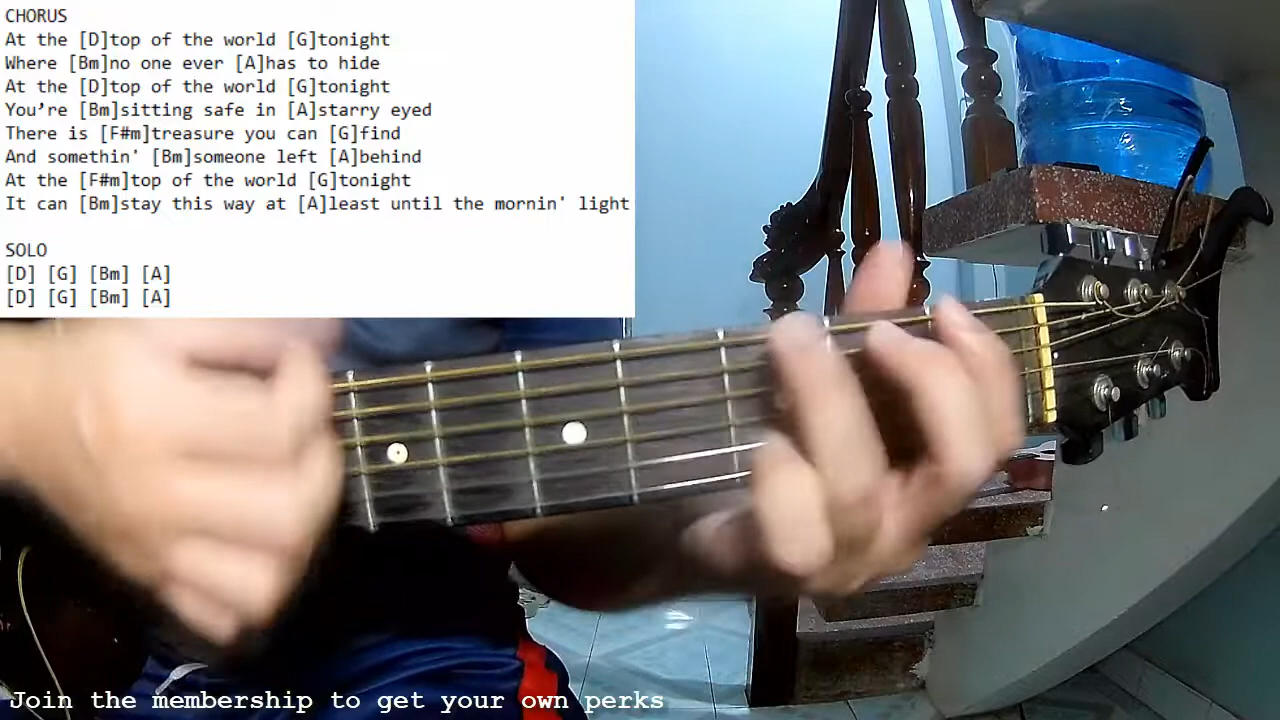 CHORUS
At the [D]top of the world [G]tonight
Where [Bm]no one ever [A]has to hide
At the [D]top of the world [G]tonight
You’re [Bm]sitting safe in [A]starry eyed
There is [F#m]treasure you can [G]find
And somethin' [Bm]someone left [A]behind
At the [F#m]top of the world [G]tonight
It can [Bm]stay this way at [A]least until the mornin' light
SOLO
[D] [G] [Bm] [A]
[D] [G] [Bm] [A]
Join the membership to get your own perks